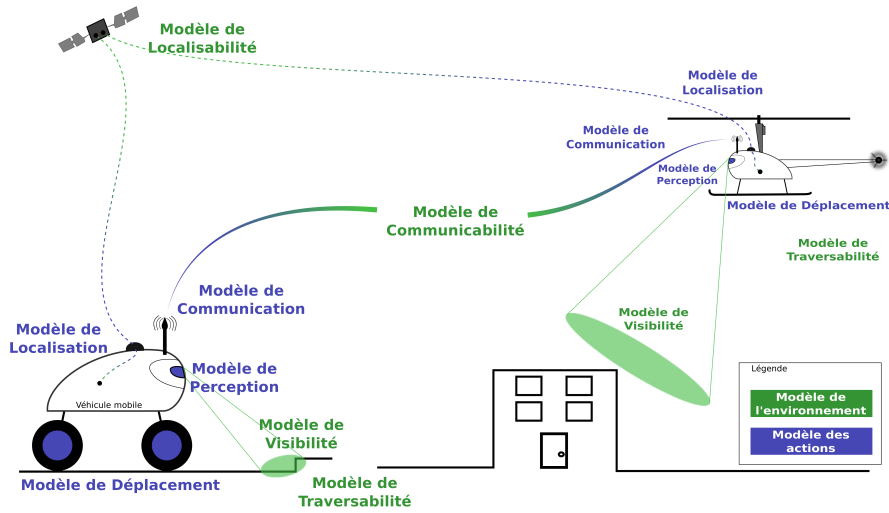 Modèle de
Localisabilité
Modèle de
Localisation
Modèle de
Communication
Modèle de
Perception
Modèle de Déplacement
Modèle de
Communicabilité
Modèle de
Traversabilité
Modèle de
Communication
Modèle de
Localisation
Modèle de
Visibilité
Modèle de
Perception
Véhicule mobile
Modèle de
Visibilité
Modèle de Déplacement
Modèle de
Traversabilité
Légende
Modèle de
l'environnement
Modèle des
actions